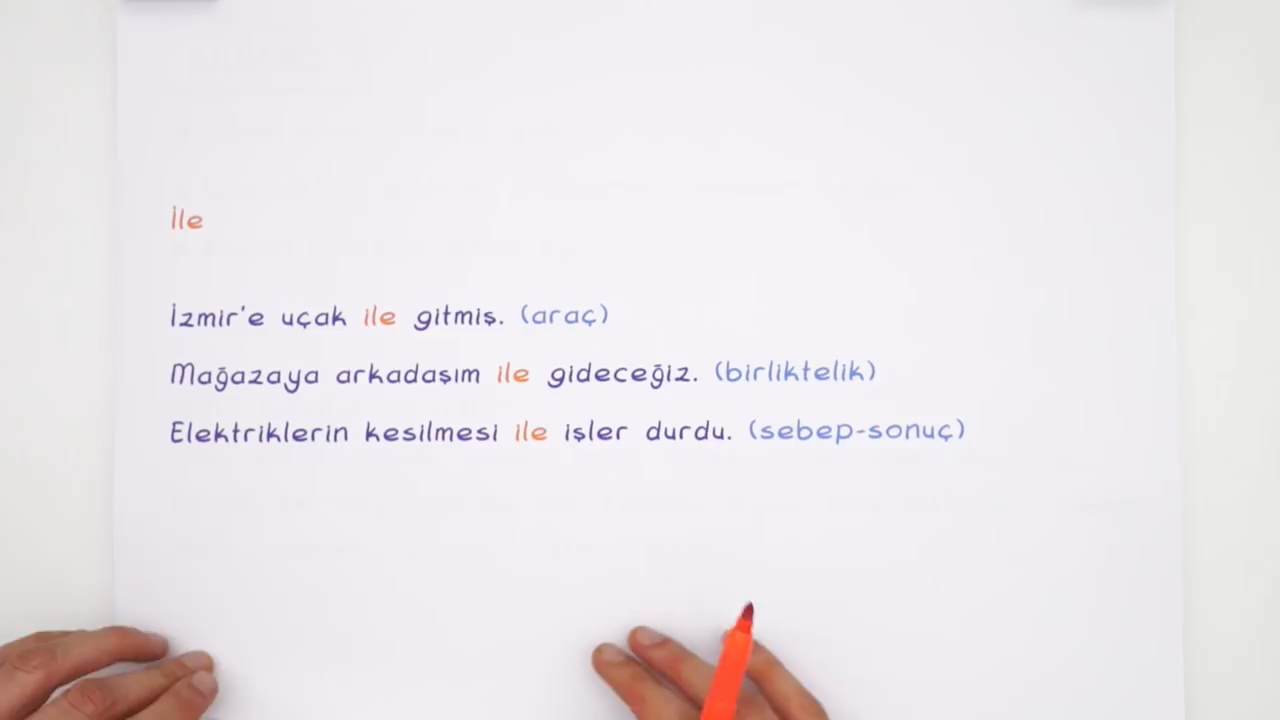 İle
İzmir'e uçak ile gitmiş. (araç)
Mağazaya arkadaşım ile gideceğiz. (birliktelik)
Elektriklerin kesilmesi ile işler durdu. (sebep-sonuç)